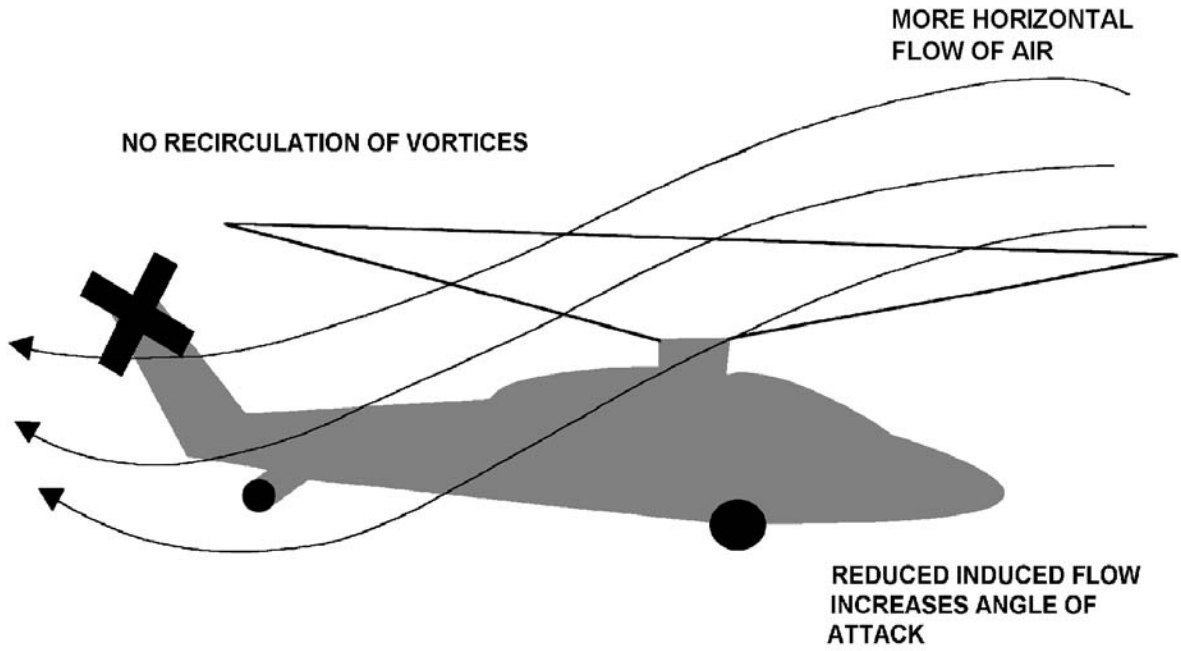 MORE HORIZONTAL
FLOW OF AIR
NO RECIRCULATION OF VORTICES
REDUCED INDUCED FLOW
INCREASES ANGLE OF
ATTACK